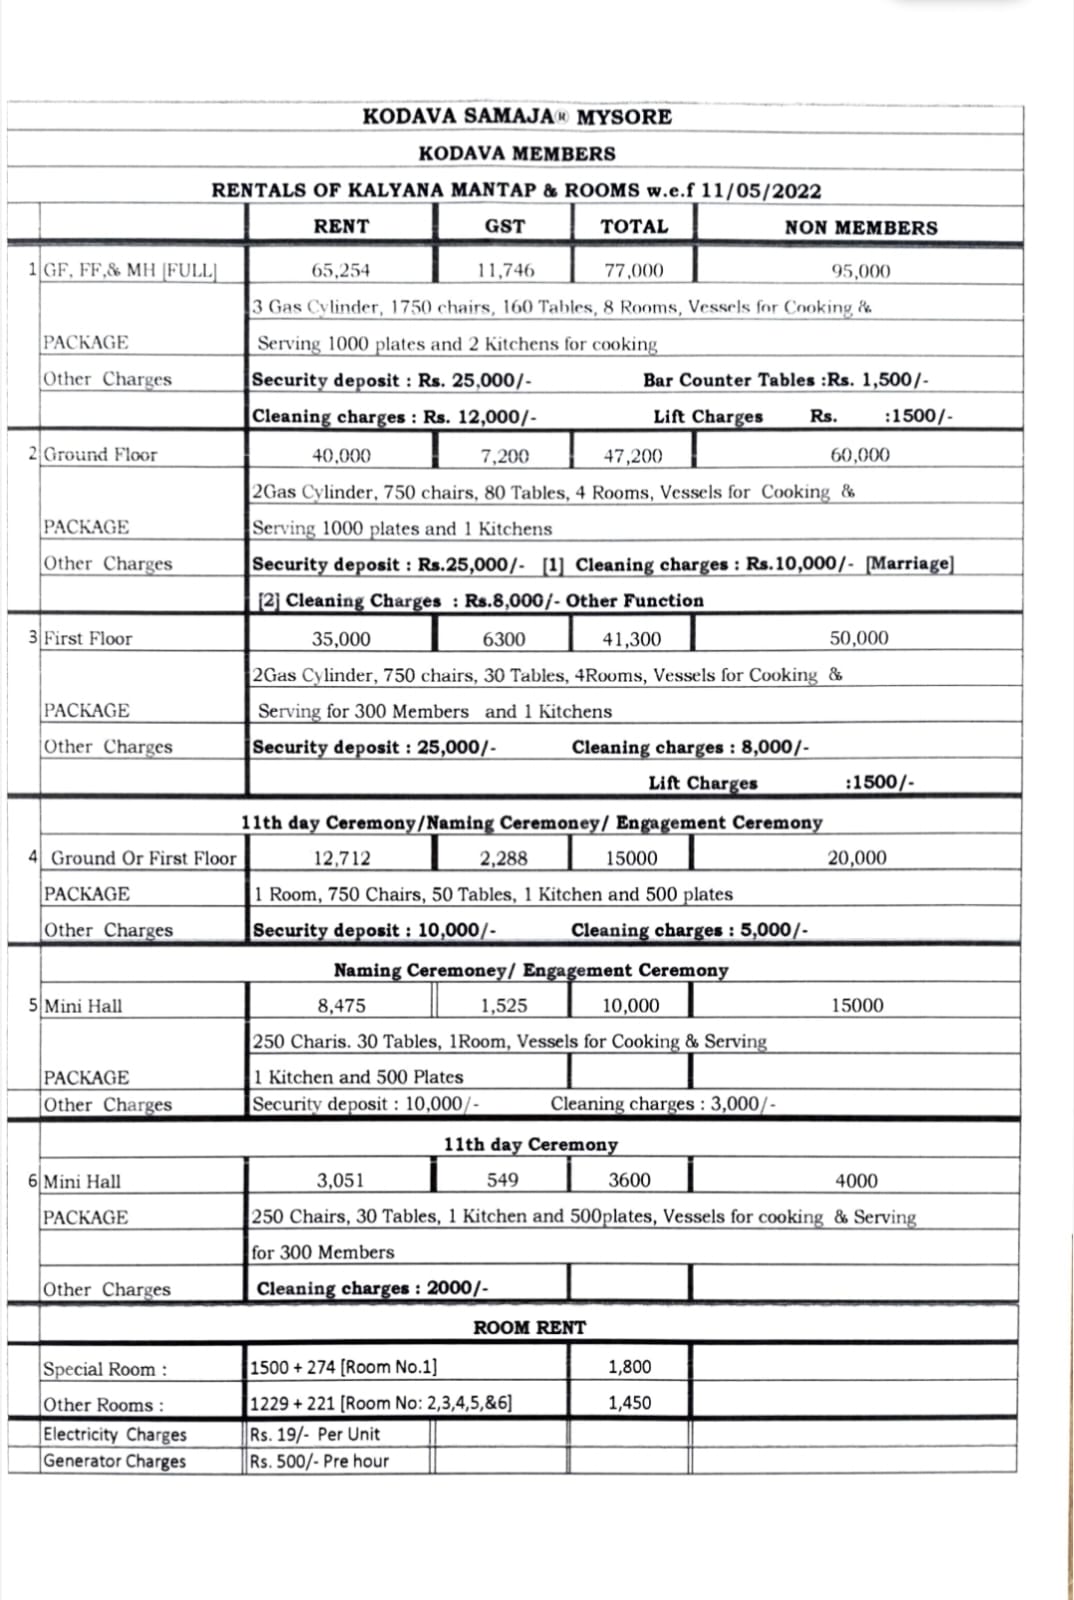 KODAVA SAMAJA® MYSORE
KODAVA MEMBERS
RENTALS OF KALYANA MANTAP & ROOMS w.e.f 11/05/2022
RENT GST TOTAL NON MEMBERS
1 GF, FF,& MH [FULL] 65,254 11,746 77,000 95,000
3 Gas Cylinder, 1750 chairs, 160 Tables, 8 Rooms, Vessels for Cooking &
PACKAGE Serving 1000 plates and 2 Kitchens for cooking
Other Charges Security deposit : Rs. 25,000/- Bar Counter Tables :Rs. 1,500/-
Cleaning charges : Rs. 12,000/- Lift Charges Rs. :1500/-
2 Ground Floor 40,000 7,200 47,200 60,000
2Gas Cylinder, 750 chairs, 80 Tables, 4 Rooms, Vessels for Cooking &
PACKAGE Serving 1000 plates and 1 Kitchens
Other Charges Security deposit : Rs.25,000/- [1] Cleaning charges : Rs.10,000/- [Marriage]
[2] Cleaning Charges : Rs.8,000/- Other Function
3 First Floor 35,000 6300 41,300 50,000
2Gas Cylinder, 750 chairs, 30 Tables, 4Rooms, Vessels for Cooking &
PACKAGE Serving for 300 Members and 1 Kitchens
Other Charges Security deposit : 25,000/- Cleaning charges : 8,000/-
Lift Charges :1500/-
11th day Ceremony/Naming Ceremoney/ Engagement Ceremony
4 Ground Or First Floor 12,712 2,288 15000 20,000
PACKAGE 1 Room, 750 Chairs, 50 Tables, 1 Kitchen and 500 plates
Other Charges Security deposit : 10,000/- Cleaning charges : 5,000/-
Naming Ceremoney/ Engagement Ceremony
5 Mini Hall 8,475 1,525 10,000 15000
250 Charis. 30 Tables, 1Room, Vessels for Cooking & Serving
PACKAGE 1 Kitchen and 500 Plates
Other Charges Security deposit : 10,000/- Cleaning charges : 3,000/-
11th day Ceremony
6 Mini Hall 3,051 549 3600 4000
PACKAGE 250 Chairs, 30 Tables, 1 Kitchen and 500plates, Vessels for cooking & Serving
for 300 Members
Other Charges Cleaning charges : 2000/-
ROOM RENT
Special Room : 1500 + 274 [Room No.1] 1,800
Other Rooms : 1229 + 221 [Room No: 2,3,4,5,&6] 1,450
Electricity Charges Rs. 19/- Per Unit
Generator Charges Rs. 500/- Pre hour